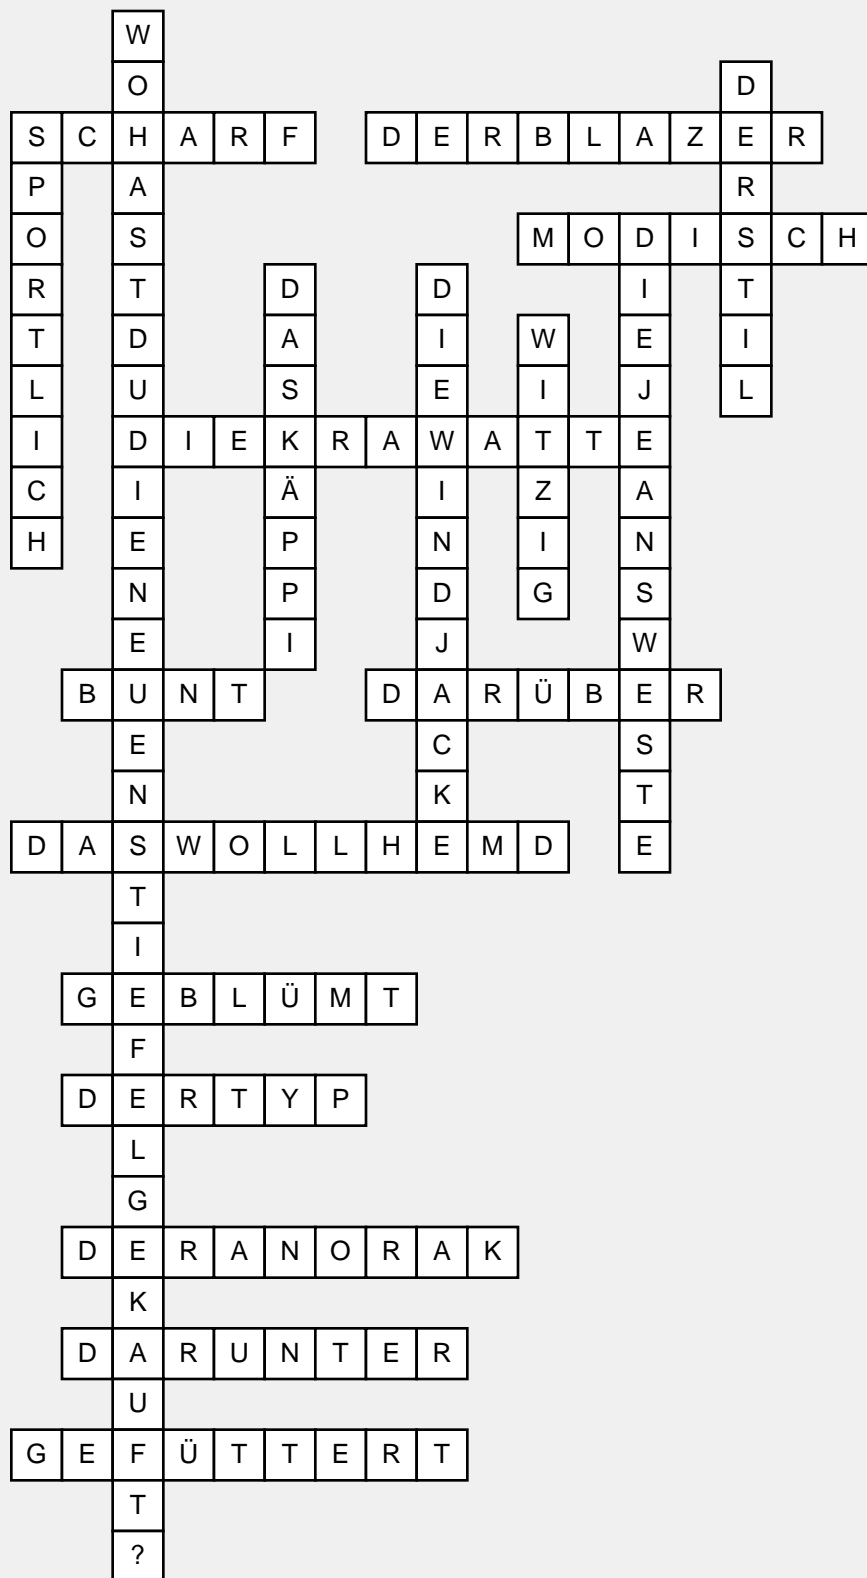 WOHASTDUDIENEUENSTIEFELGEKAUFT?
DERSTIL
SCHARF
SPORTLICH
DERBLAZER
MODISCH
DIEJEANSWESTE
DASKÄPPI
DIEWINDJACKE
WITZIG
DIEKRAWATTE
BUNT
DARÜBER
DASWOLLHEMD
GEBLÜMT
DERTYP
DERANORAK
DARUNTER
GEFÜTTERT